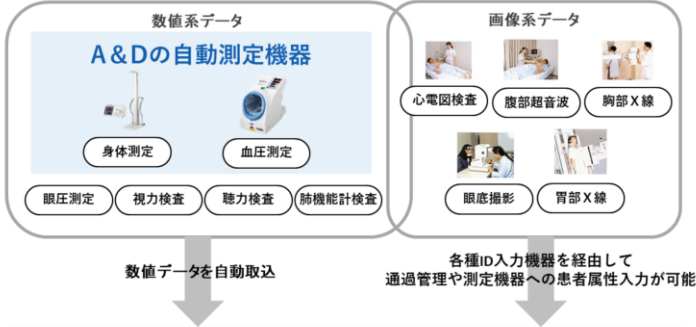 数値系データ
A＆Dの自動測定機器
身体測定
血圧測定
眼圧測定
視力検査
聴力検査
肺機能計検査
画像系データ
心電図検査
腹部超音波
胸部Ｘ線
眼底撮影
胃部Ｘ線
数値データを自動取込
各種ID入力機器を経由して
通過管理や測定機器への患者属性入力が可能